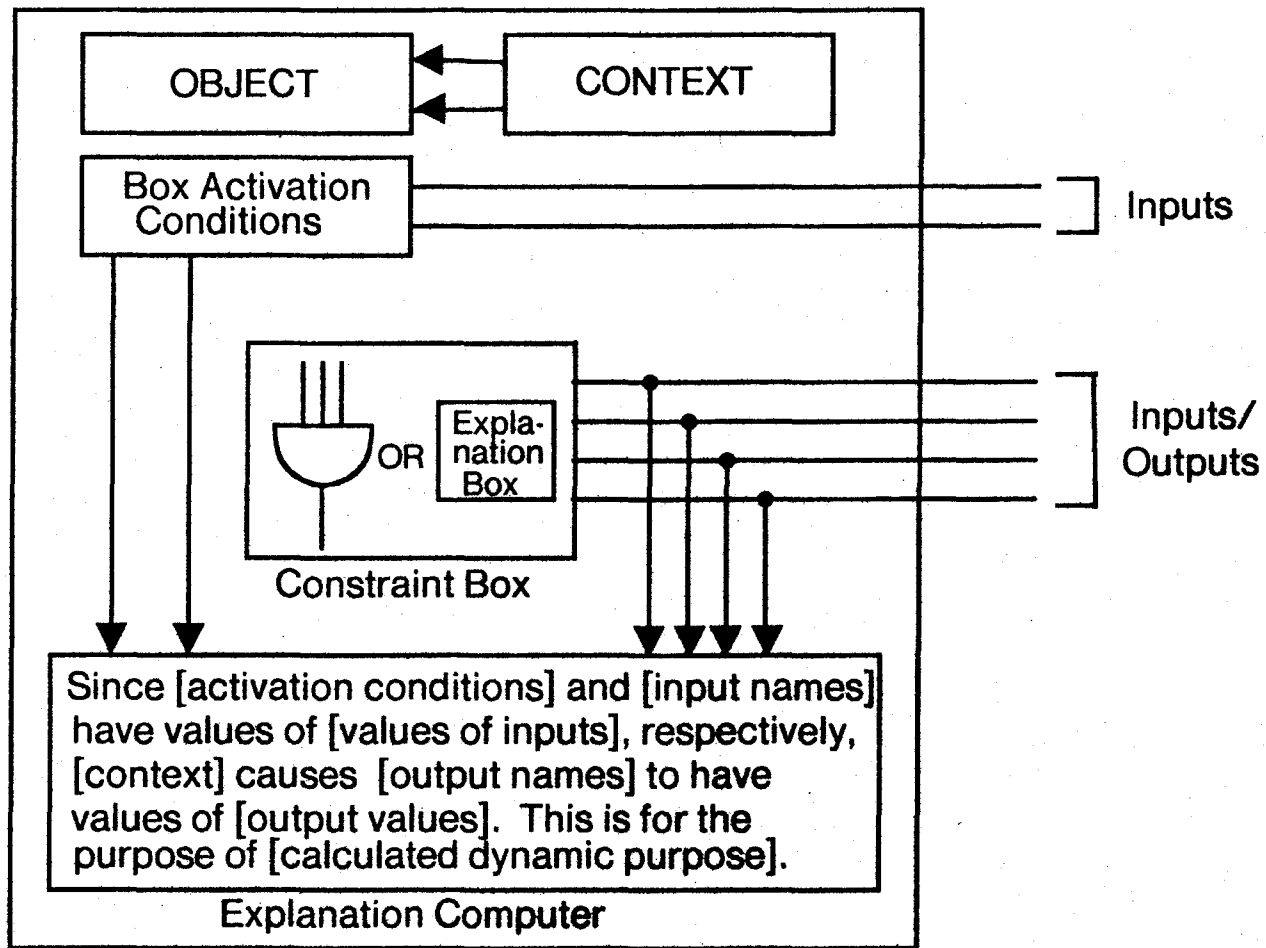 OBJECT
CONTEXT
Box Activation
Conditions
Inputs
OR
Expla-
nation
Box
Inputs/
Outputs
Constraint Box
Since [activation conditions] and [input names]
have values of [values of inputs], respectively,
[context] causes [output names] to have
values of [output values]. This is for the
purpose of [calculated dynamic purpose].
Explanation Computer